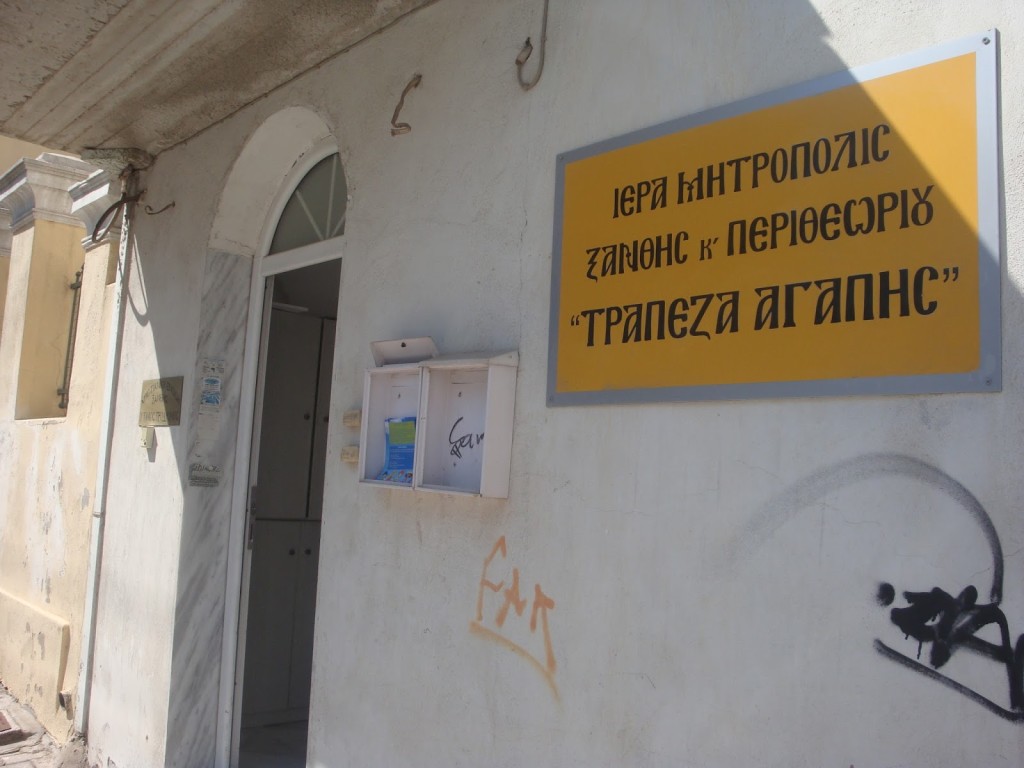 ΙΕΡΑ ΜΗΤΡΟΠΟΛΙΣ
ΞΑΝΘΗΣ Κ΄ ΠΕΡΙΘΕΩΡΙΟΥ
“ΤΡΑΠΕΖΑ ΑΓΑΠΗΣ”